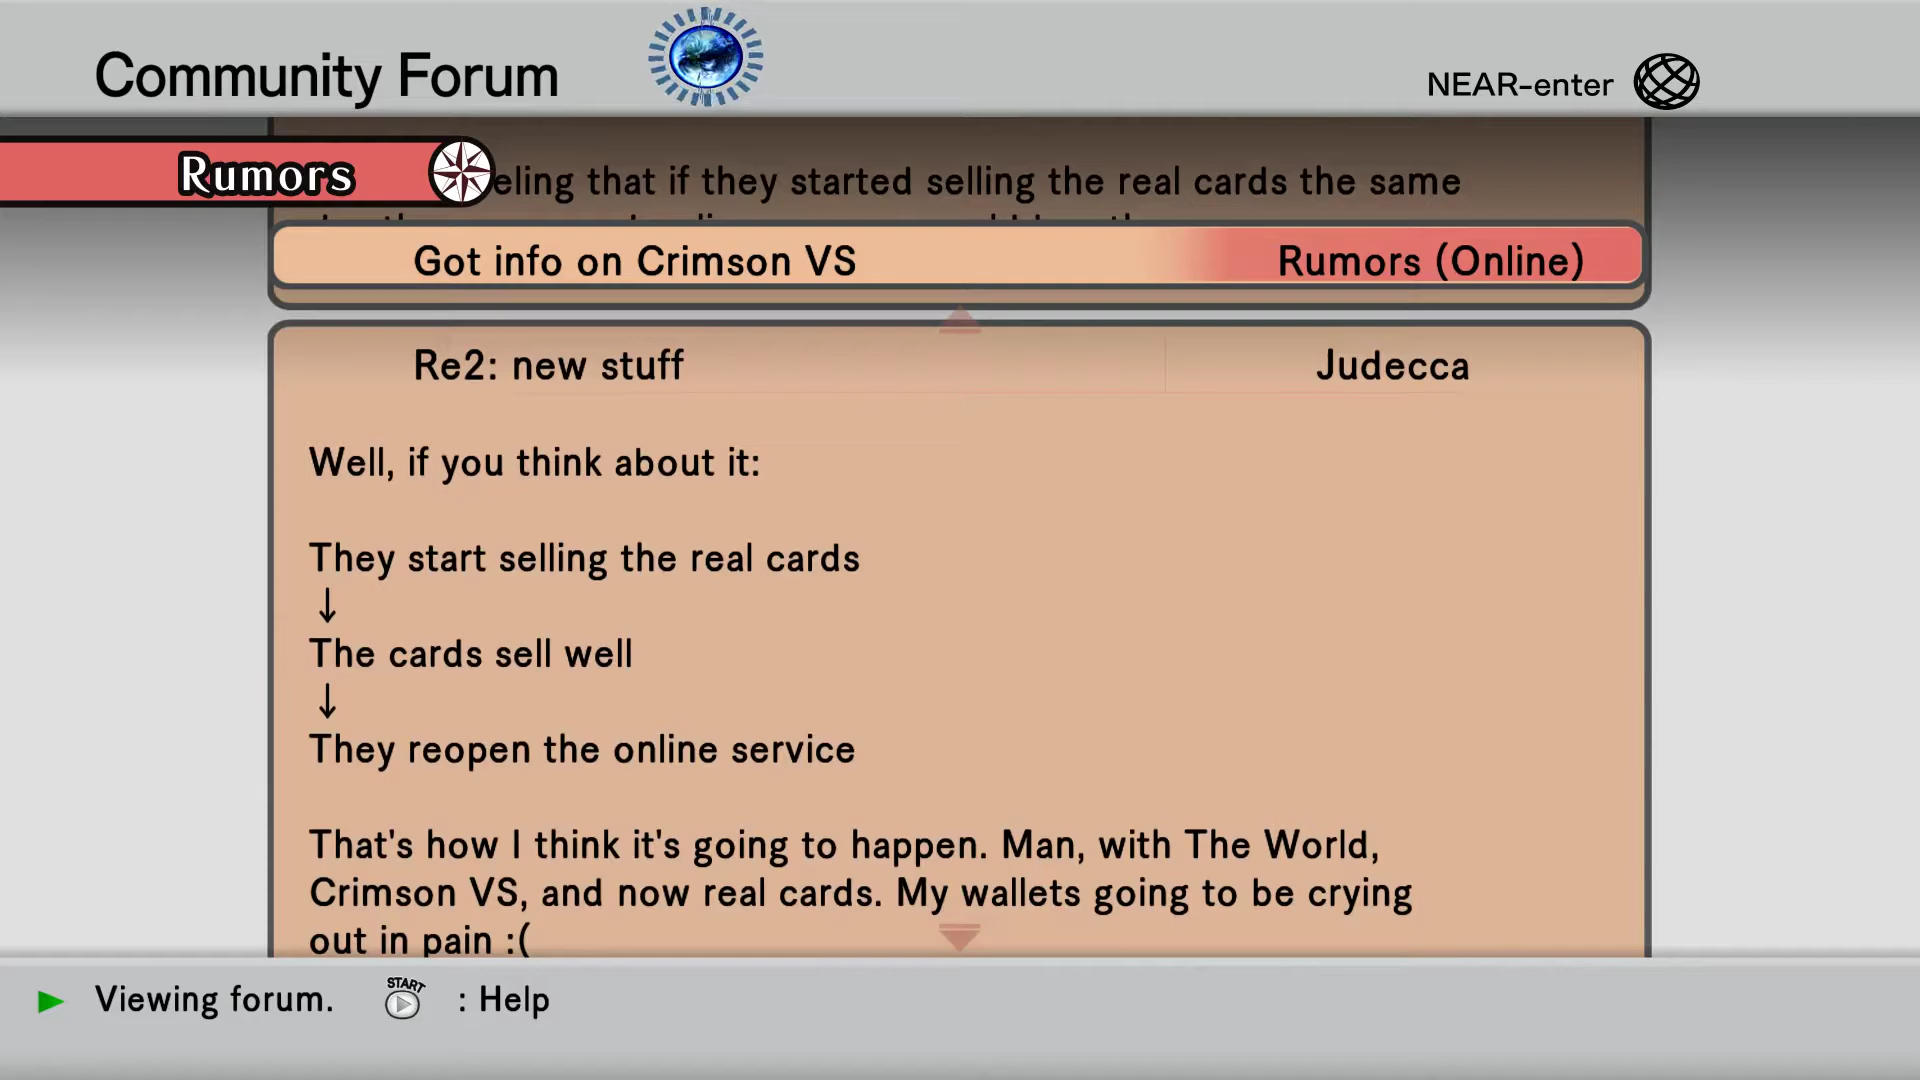 Community Forum
NEAR-enter
Rumors
eling that if they started selling the real cards the same
Got info on Crimson VS
Rumors (Online)
Re2: new stuff
Judecca
Well, if you think about it:
They start selling the real cards
↓
The cards sell well
↓
They reopen the online service
That's how I think it's going to happen. Man, with The World,
Crimson VS, and now real cards. My wallets going to be crying
out in pain :(
Viewing forum.
START
: Help